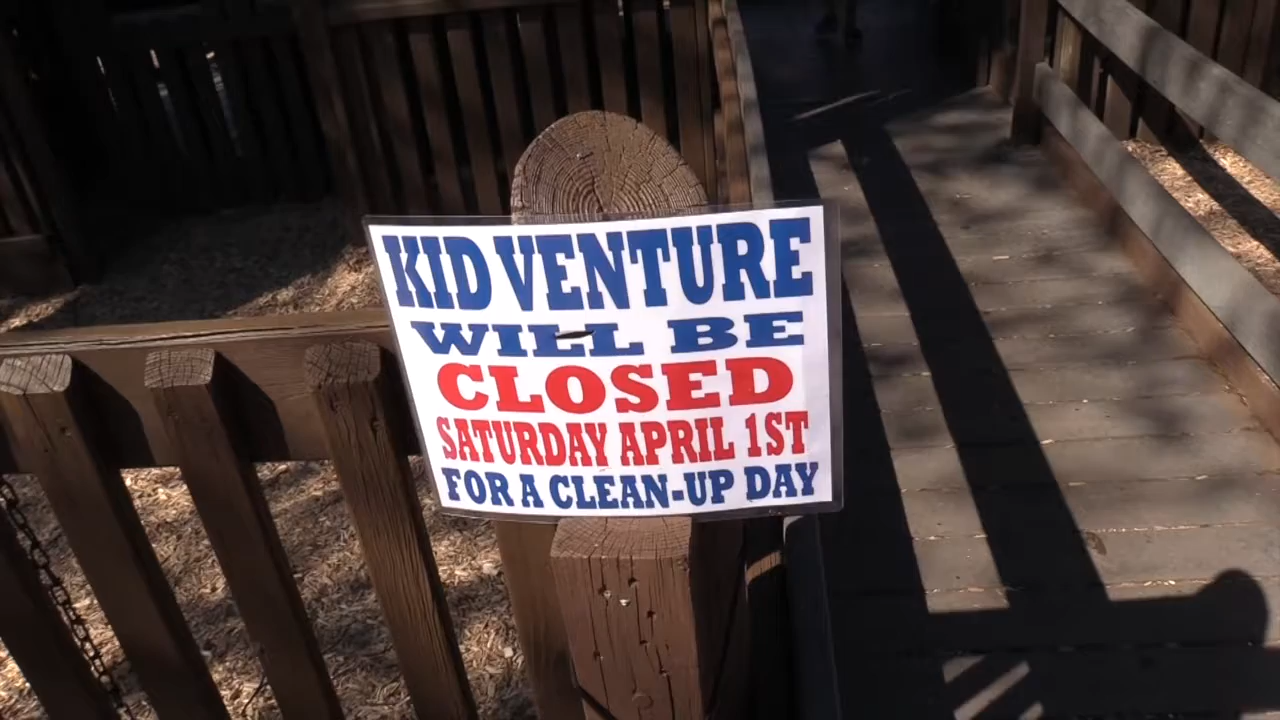 KID VENTURE
WILL BE
CLOSED
SATURDAY APRIL 1ST
FOR A CLEAN-UP DAY